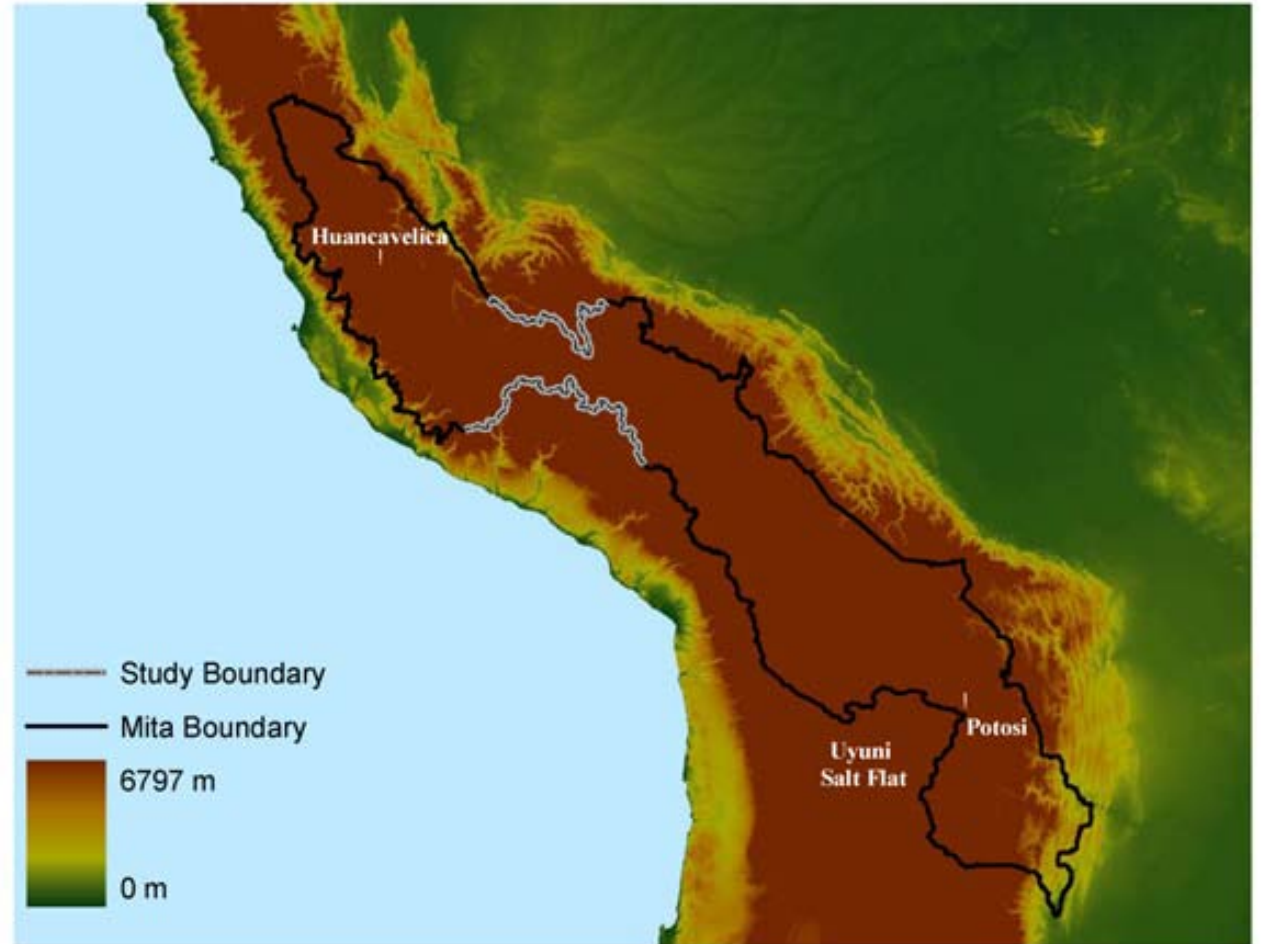 Huancavelica
Study Boundary
Mita Boundary
6797 m
0 m
Potosi
Uyuni
Salt Flat